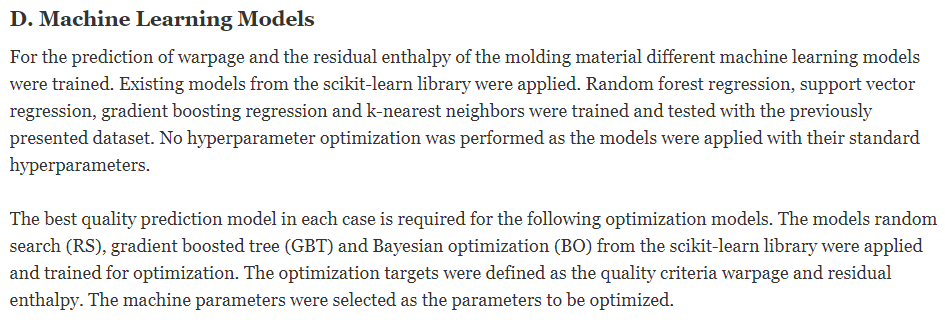 D. Machine Learning Models
For the prediction of warpage and the residual enthalpy of the molding material different machine learning models
were trained. Existing models from the scikit-learn library were applied. Random forest regression, support vector
regression, gradient boosting regression and k-nearest neighbors were trained and tested with the previously
presented dataset. No hyperparameter optimization was performed as the models were applied with their standard
hyperparameters.
The best quality prediction model in each case is required for the following optimization models. The models random
search (RS), gradient boosted tree (GBT) and Bayesian optimization (BO) from the scikit-learn library were applied
and trained for optimization. The optimization targets were defined as the quality criteria warpage and residual
enthalpy. The machine parameters were selected as the parameters to be optimized.